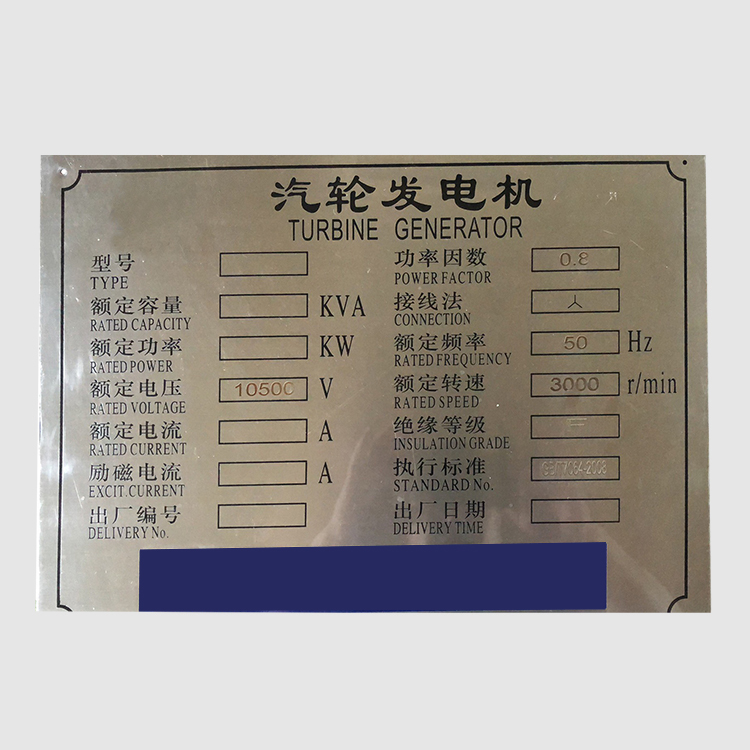 汽轮发电机
TURBINE GENERATOR
型号
TYPE
额定容量 KVA
RATED CAPACITY
额定功率 KW
RATED POWER
额定电压 10500 V
RATED VOLTAGE
额定电流 A
RATED CURRENT
励磁电流 A
EXCIT.CURRENT
出厂编号
DELIVERY No.
功率因数 0.8
POWER FACTOR
接线法 人
CONNECTION
额定频率 50 Hz
RATED FREQUENCY
额定转速 3000 r/min
RATED SPEED
绝缘等级 F
INSULATION GRADE
执行标准 GB/T7064-2008
STANDARD No.
出厂日期
DELIVERY TIME